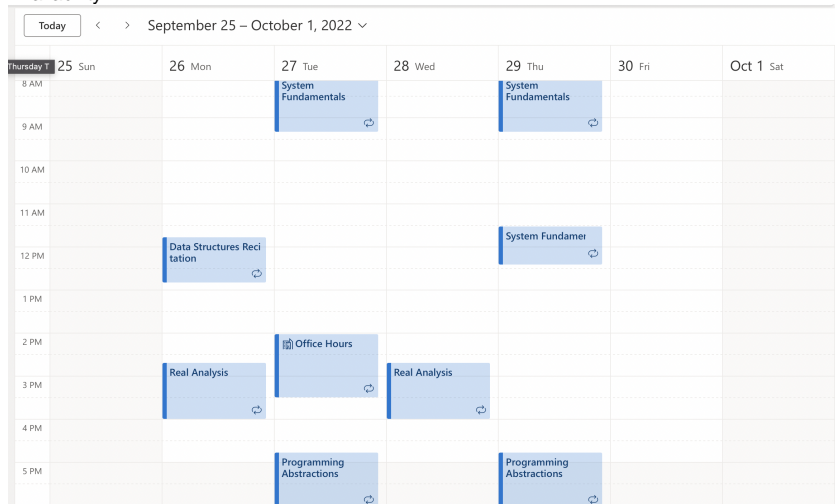 Today
September 25 – October 1, 2022
Thursday T
25 Sun
26 Mon
27 Tue
28 Wed
29 Thu
30 Fri
Oct 1 Sat
8 AM
9 AM
10 AM
11 AM
12 PM
1 PM
2 PM
3 PM
4 PM
5 PM
Data Structures Reci
tation
Real Analysis
System
Fundamentals
Office Hours
Programming
Abstractions
Real Analysis
System
Fundamentals
System Fundamer
Programming
Abstractions